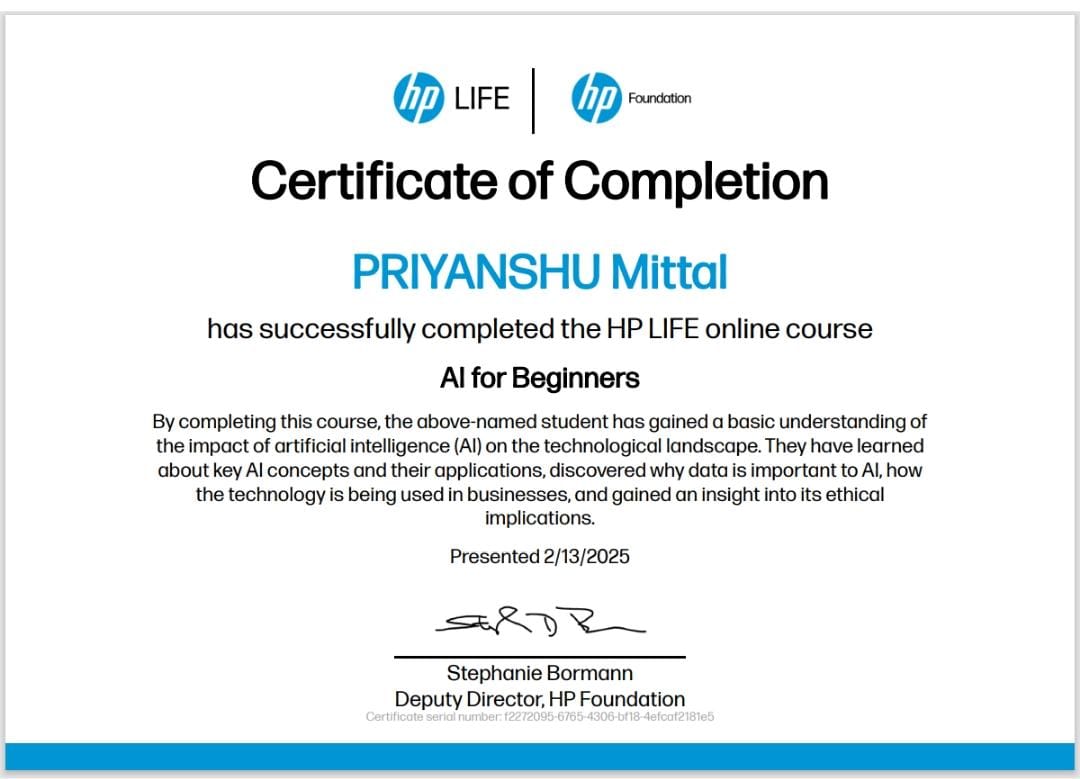 hp LIFE
hp Foundation
Certificate of Completion
PRIYANSHU Mittal
has successfully completed the HP LIFE online course
AI for Beginners
By completing this course, the above-named student has gained a basic understanding of
the impact of artificial intelligence (AI) on the technological landscape. They have learned
about key AI concepts and their applications, discovered why data is important to AI, how
the technology is being used in businesses, and gained an insight into its ethical
implications.
Presented 2/13/2025
Stephanie Bormann
Deputy Director, HP Foundation
Certificate serial number: f2272095-6765-4306-bf18-4efcaf2181e5